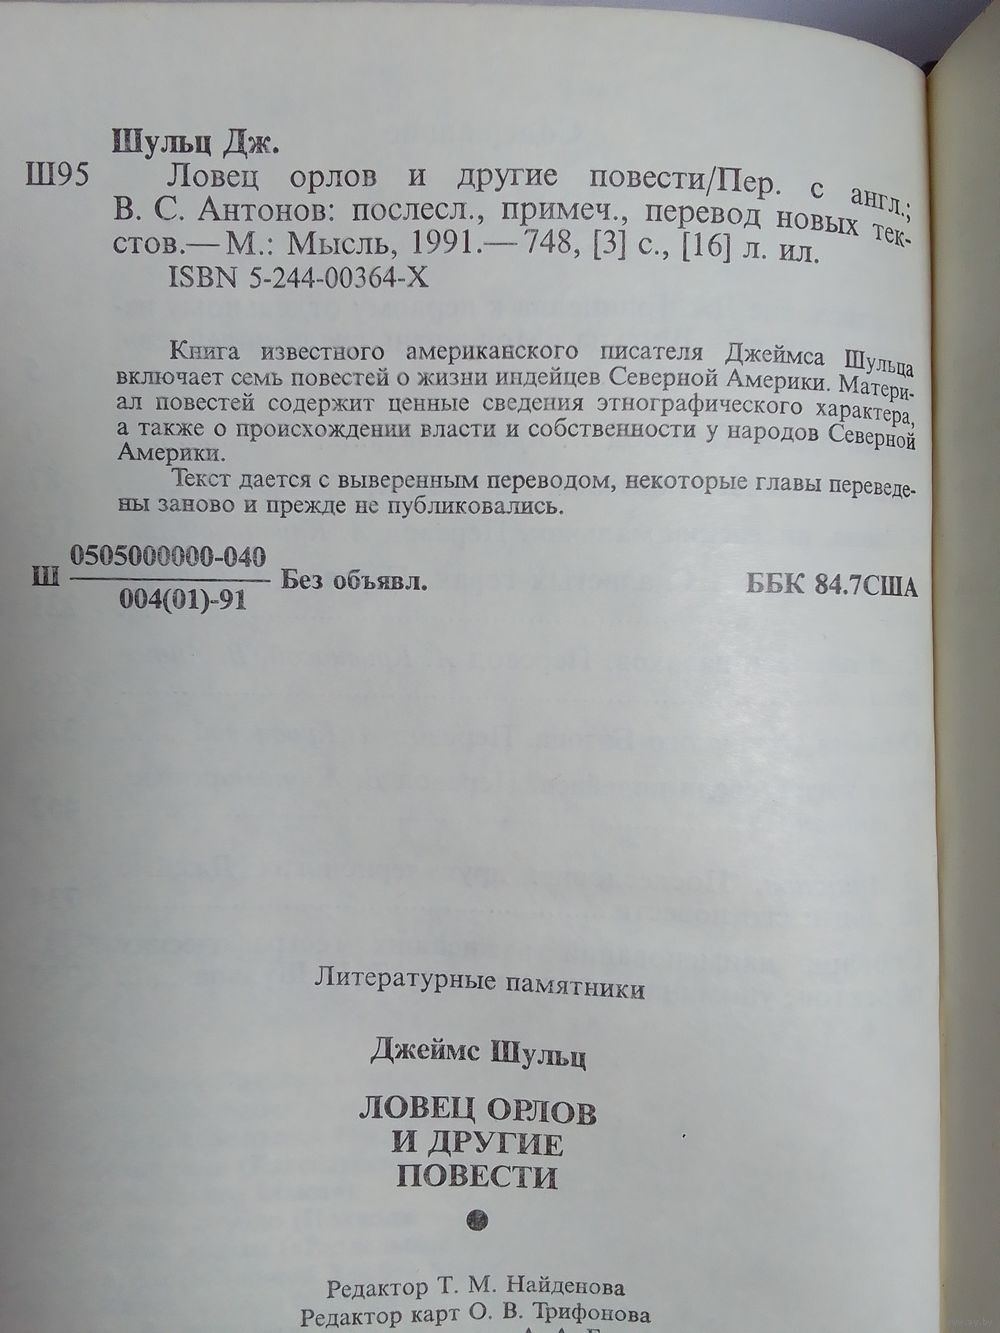 Шульц Дж.
Ш95 Ловец орлов и другие повести/Пер. с англ.;
В. С. Антонов: послесл., примеч., перевод новых тек-
стов.— М.: Мысль, 1991.— 748, [3] с., [16] л. ил.
ISBN 5-244-00364-X
Книга известного американского писателя Джеймса Шульца
включает семь повестей о жизни индейцев Северной Америки. Матери-
ал повестей содержит ценные сведения этнографического характера,
а также о происхождении власти и собственности у народов Северной
Америки.
Текст дается с выверенным переводом, некоторые главы переведе-
ны заново и прежде не публиковались.
0505000000-040
Ш Без объявл. ББК 84.7США
004(01)-91
Литературные памятники
Джеймс Шульц
ЛОВЕЦ ОРЛОВ
И ДРУГИЕ
ПОВЕСТИ
Редактор Т. М. Найденова
Редактор карт О. В. Трифонова